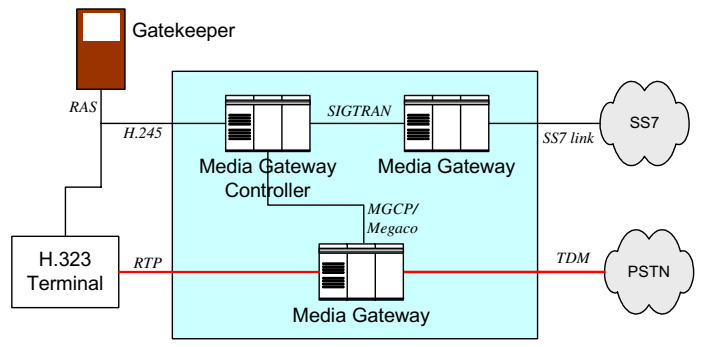 Gatekeeper
RAS
H.245
SIGTRAN
SS7 link
SS7
Media Gateway
Controller
Media Gateway
MGCP/
Megaco
H.323
Terminal
RTP
TDM
PSTN
Media Gateway